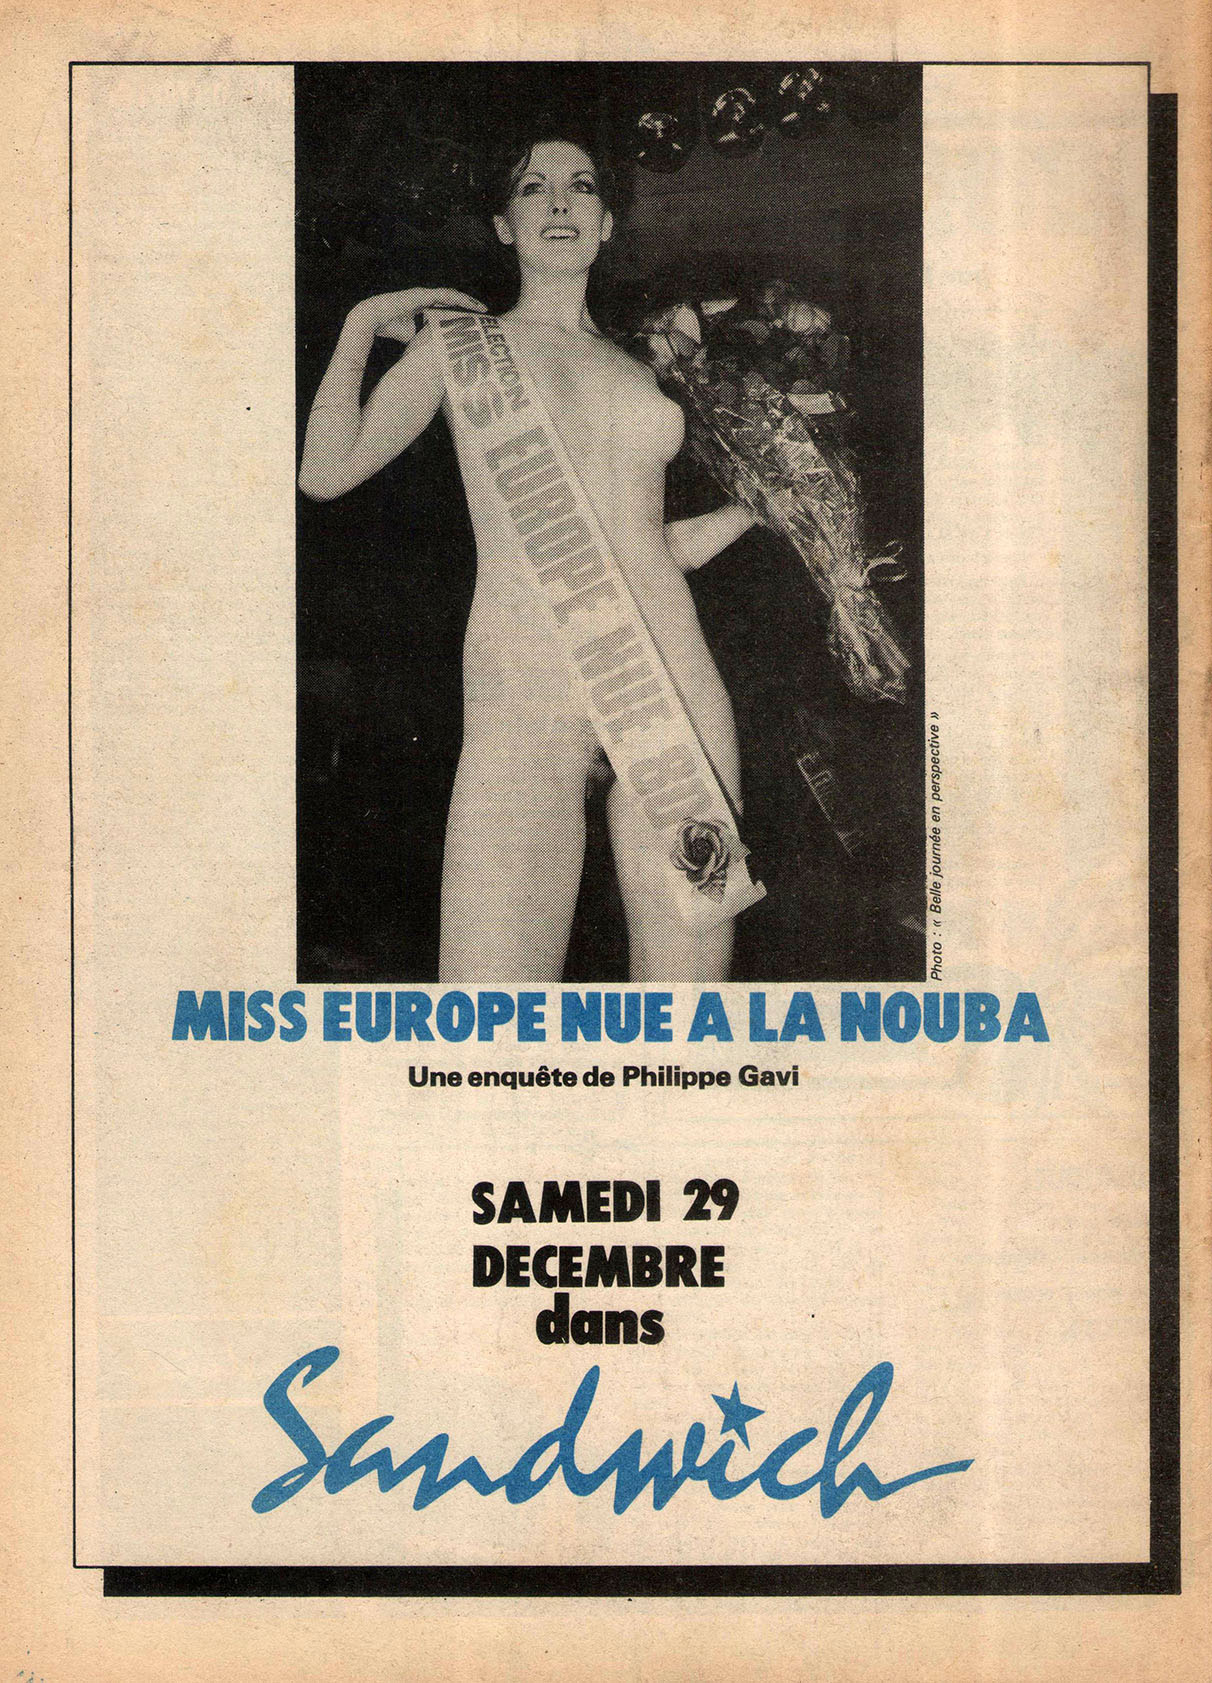 ELECTION
MISS EUROPE NUE 80
Photo : « Belle journée en perspective »
MISS EUROPE NUE A LA NOUBA
Une enquête de Philippe Gavi
SAMEDI 29
DECEMBRE
dans
Sandwich